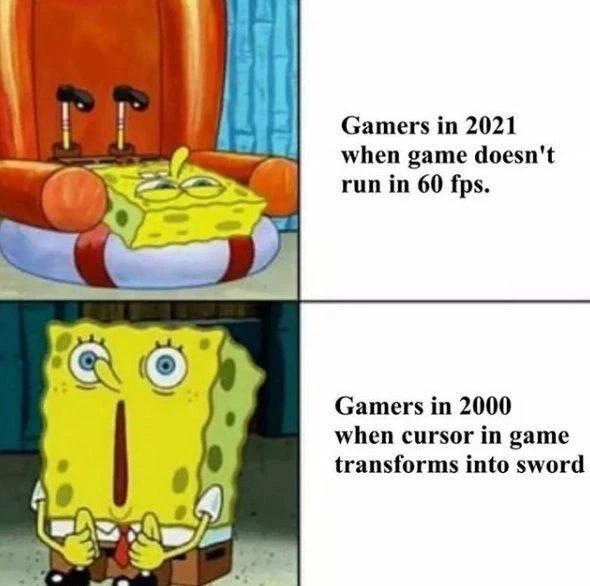 Gamers in 2021
when game doesn't
run in 60 fps.
Gamers in 2000
when cursor in game
transforms into sword